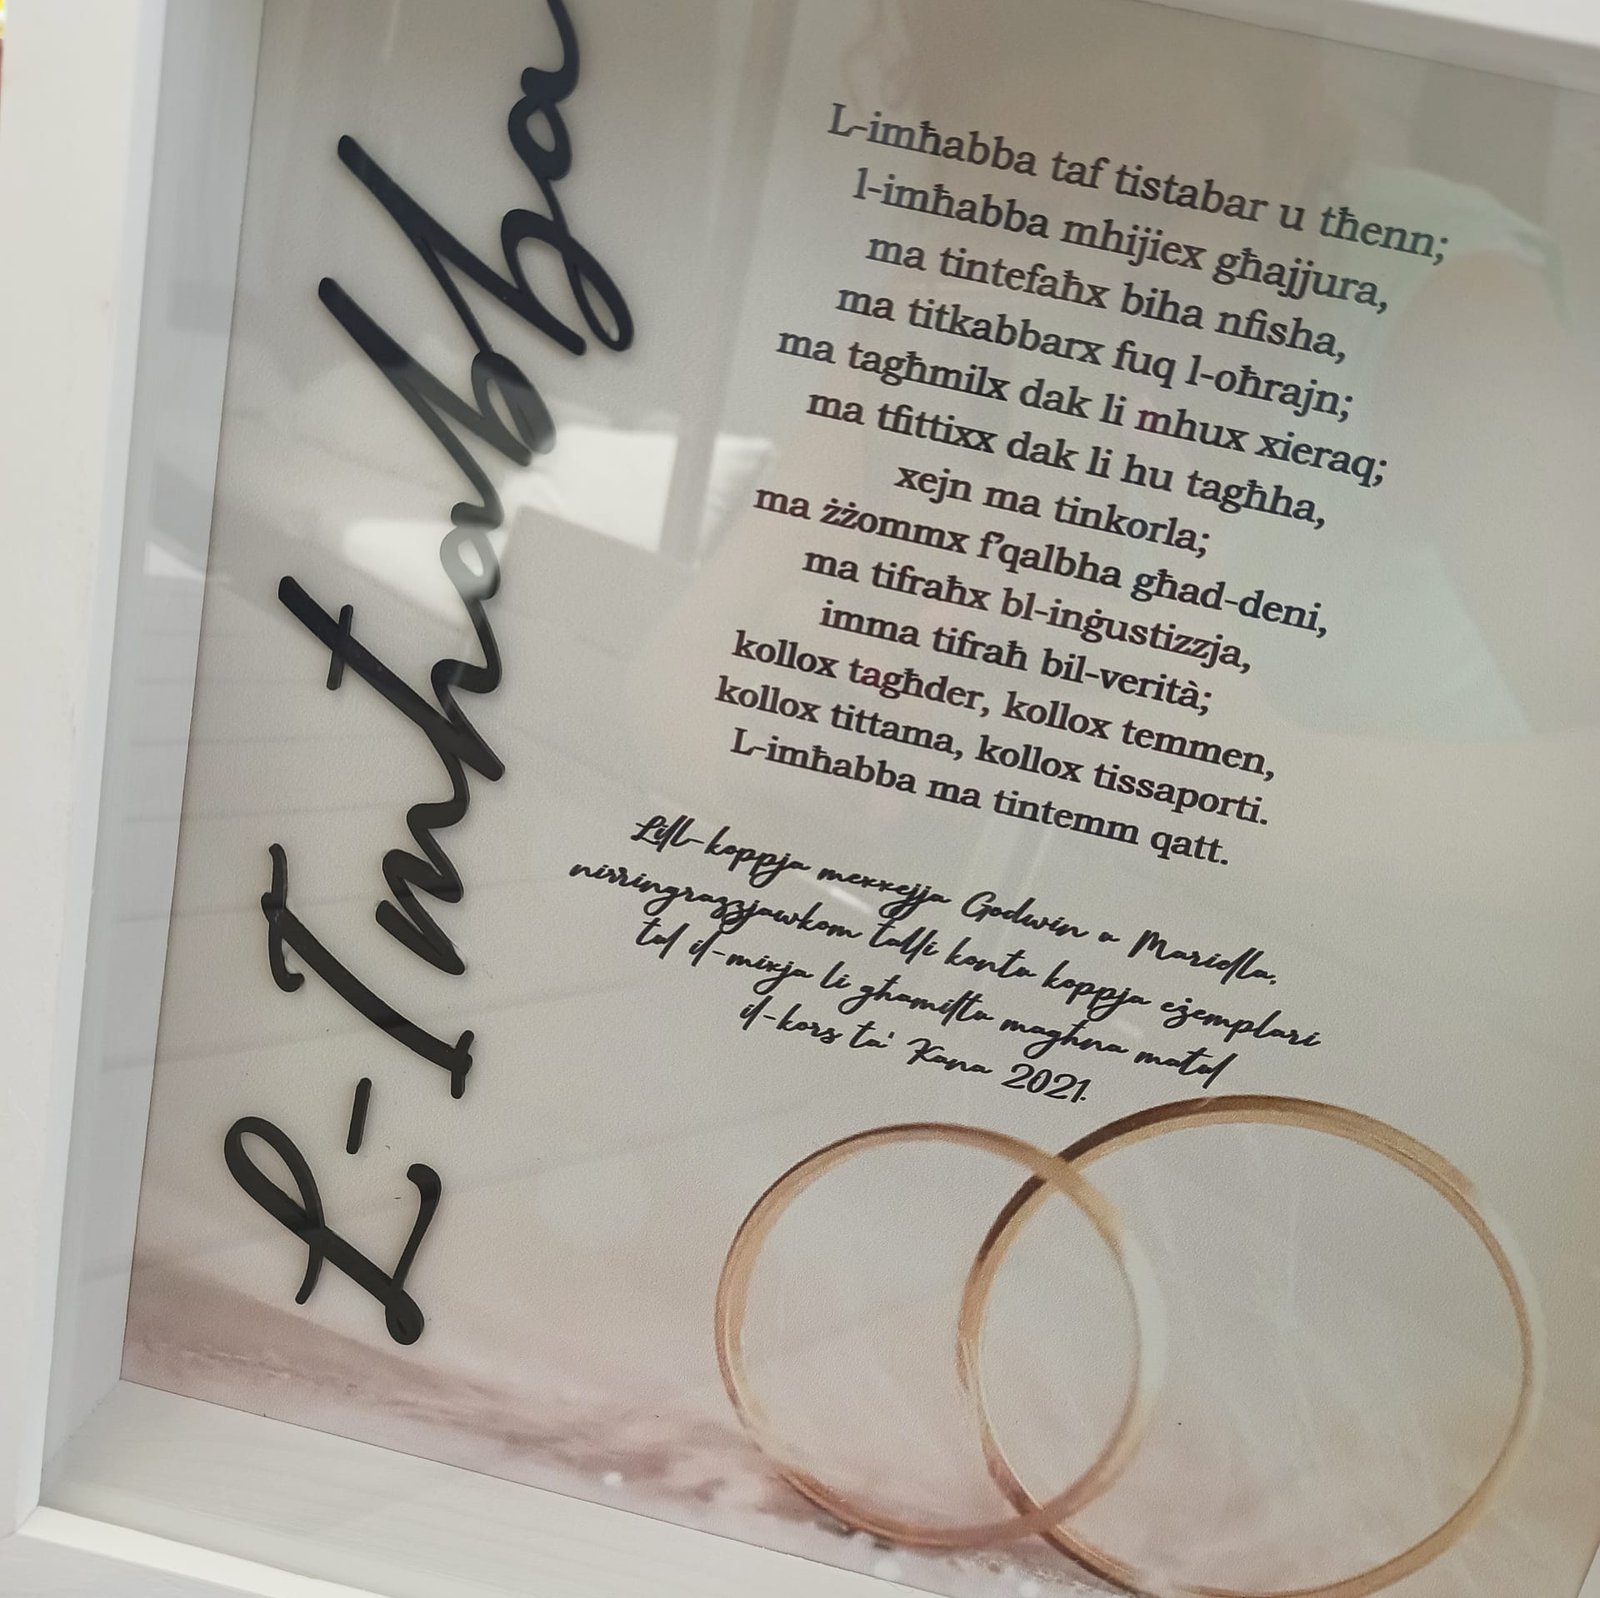 L-Imħabba
L-imħabba taf tistabar u tħenn;
l-imħabba mhijiex għajjura,
ma tintefaħx biha nfisha,
ma titkabbarx fuq l-oħrajn;
ma tagħmilx dak li mhux xieraq;
ma tfittixx dak li hu tagħha,
xejn ma tinkorla;
ma żżommx f'qalbha għad-deni,
ma tifraħx bl-inġustizzja,
imma tifraħ bil-verità;
kollox tagħder, kollox temmen,
kollox tittama, kollox tissaporti.
L-imħabba ma tintemm qatt.
Lill-koppja mexxejja Godwin u Mariella,
nirringrazzjawkom talli kontu koppja eżemplari
tul il-mixja li għamiltu magħna matul
il-kors ta' Kana 2021.